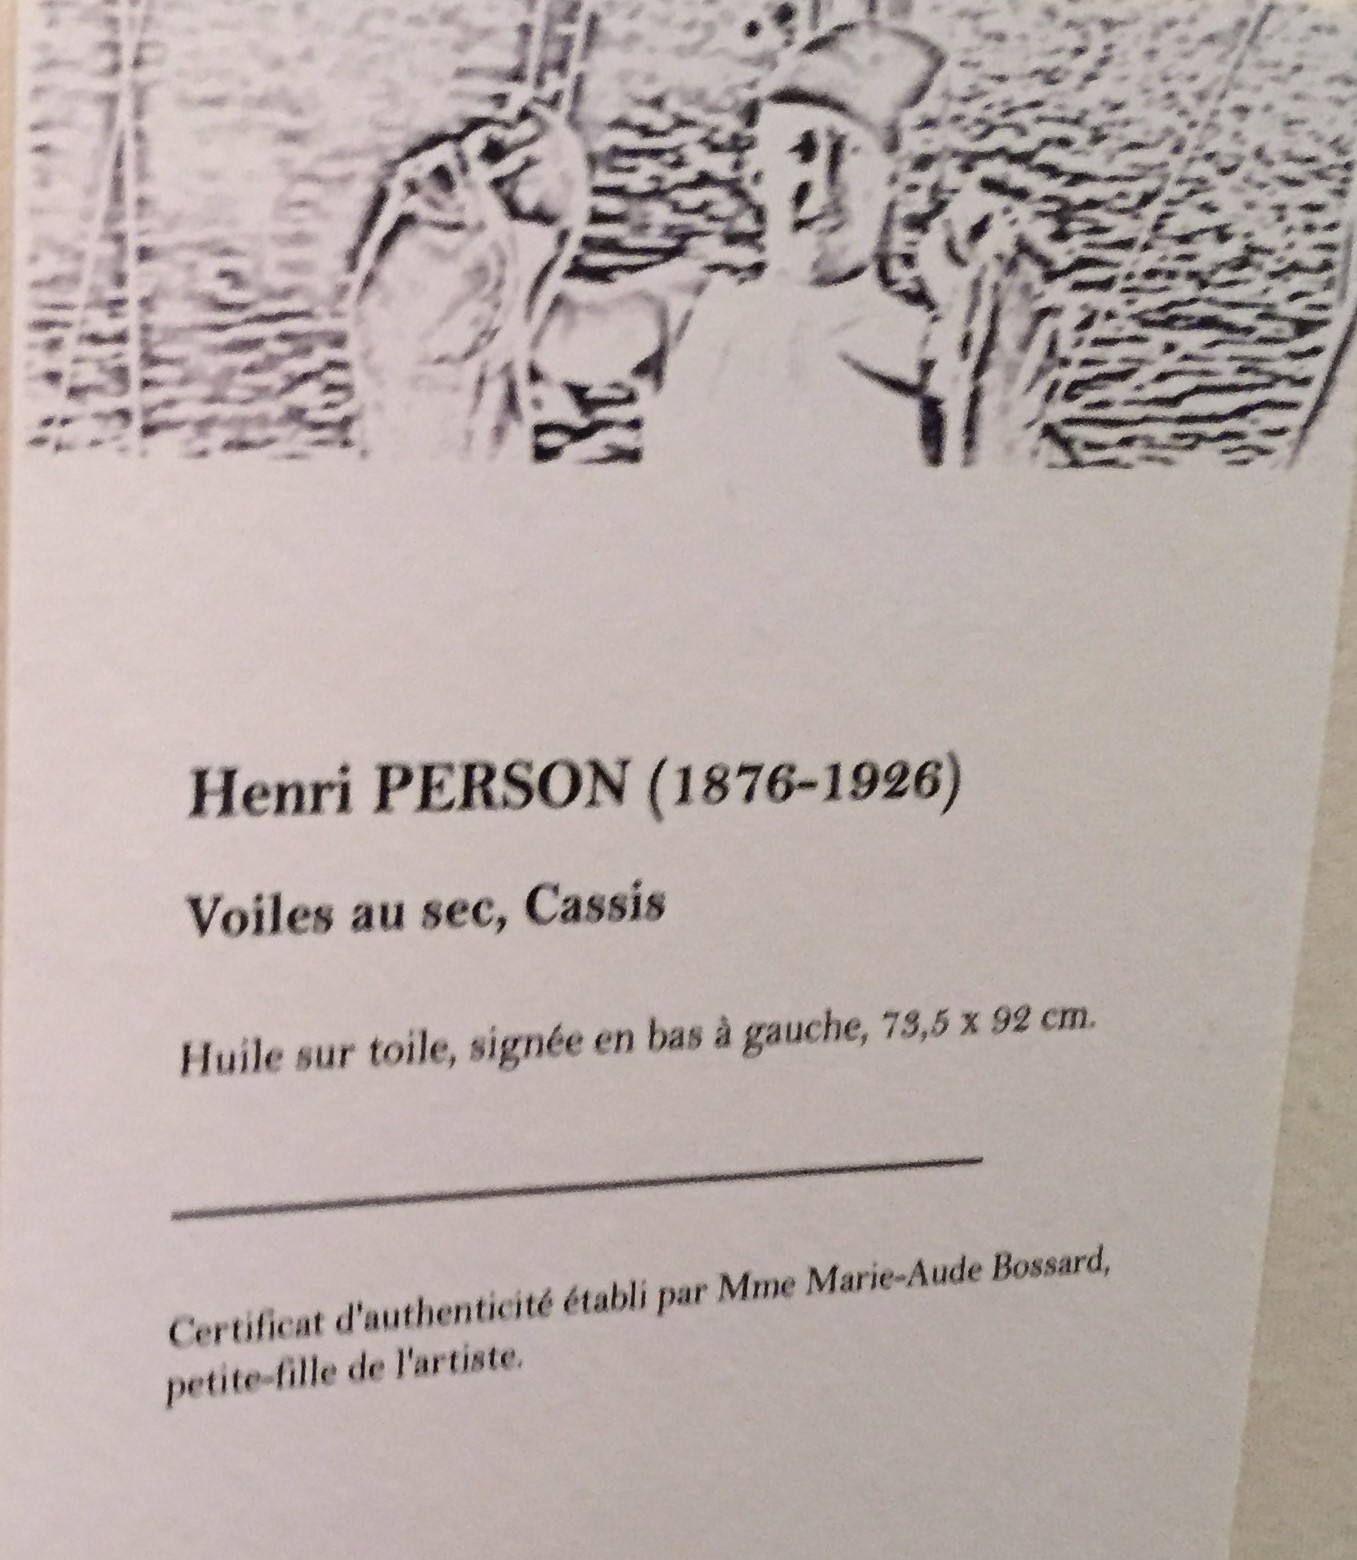 Henri PERSON (1876-1926)
Voiles au sec, Cassis
Huile sur toile, signée en bas à gauche, 73,5 x 92 cm.
Certificat d'authenticité établi par Mme Marie-Aude Bossard,
petite-fille de l'artiste.